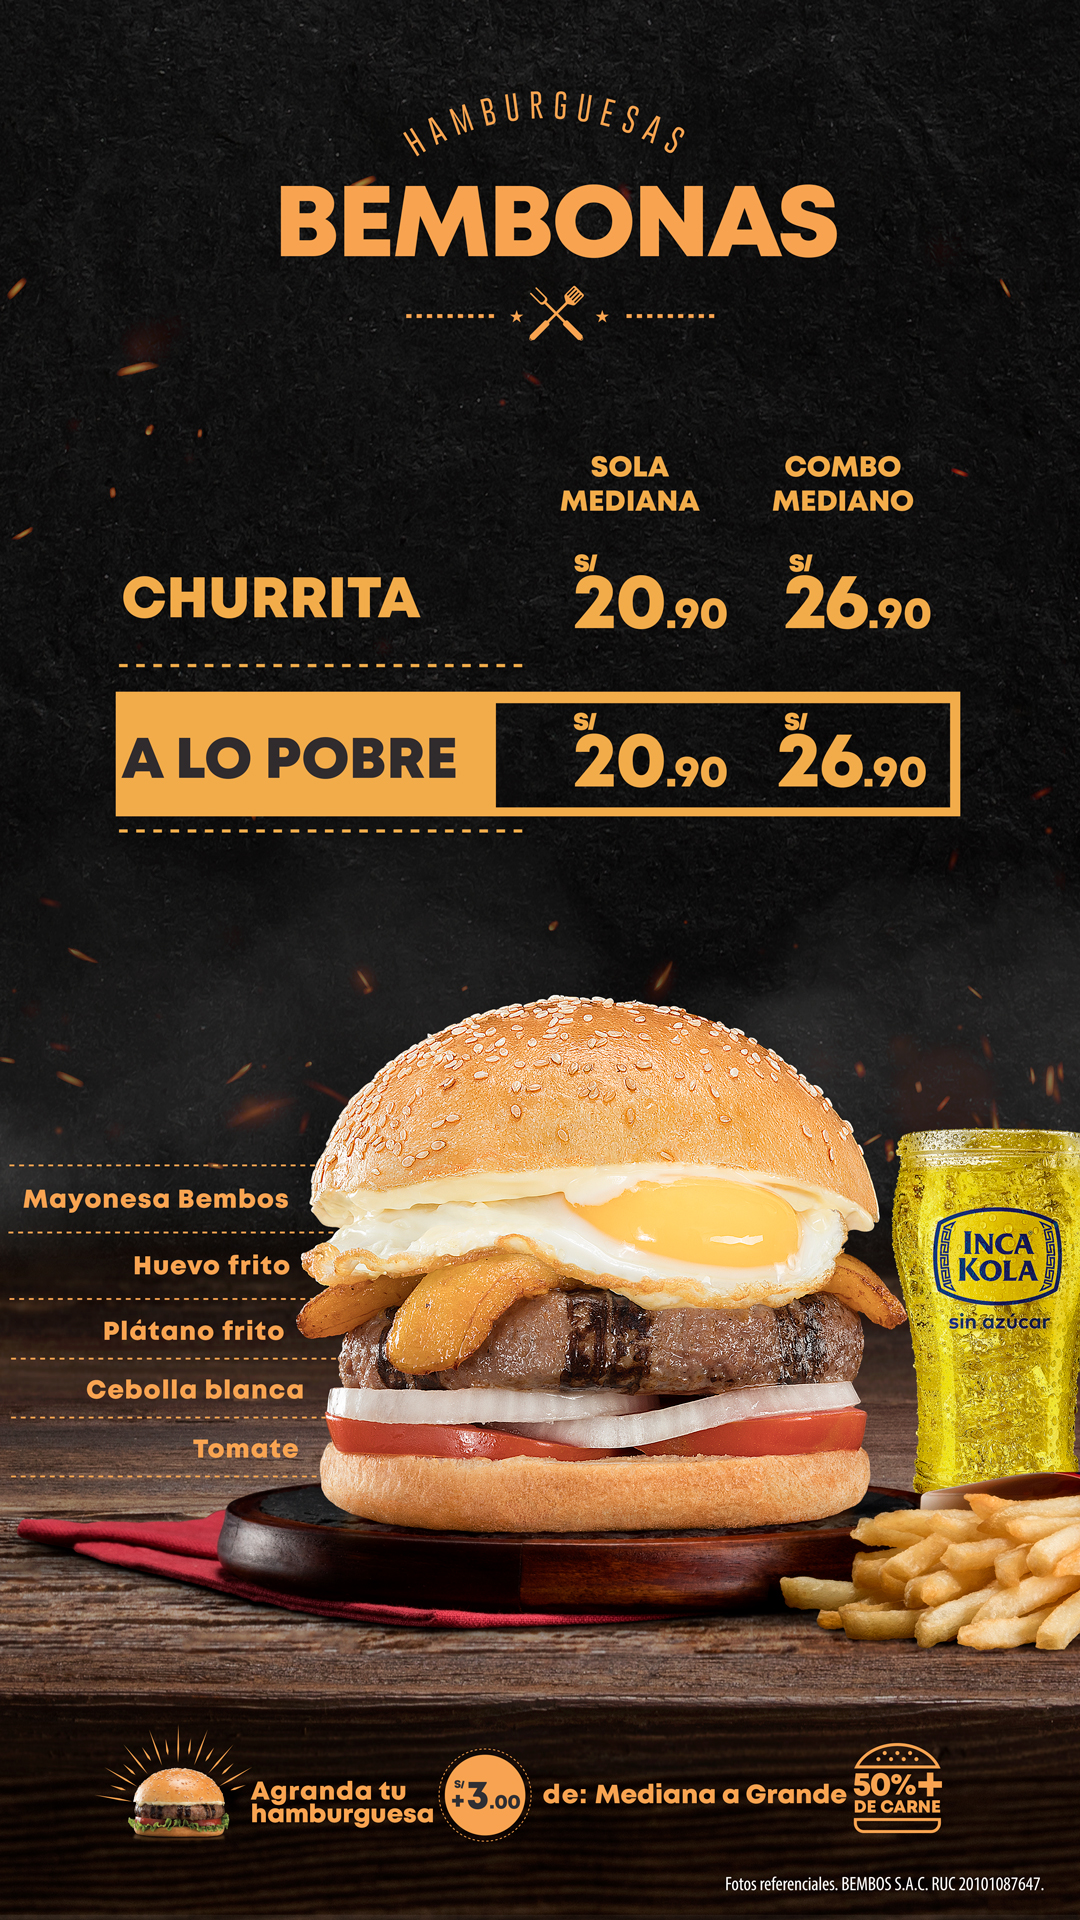 HAMBURGUESAS
BEMBONAS
SOLA MEDIANA
COMBO MEDIANO
CHURRITA S/ 20.90 S/ 26.90
A LO POBRE S/ 20.90 S/ 26.90
Mayonesa Bembos
Huevo frito
Plátano frito
Cebolla blanca
Tomate
INCA
KOLA
sin azúcar
Agranda tu
hamburguesa
S/ +3.00
de: Mediana a Grande
50%+
DE CARNE
Fotos referenciales. BEMBOS S.A.C. RUC 20101087647.